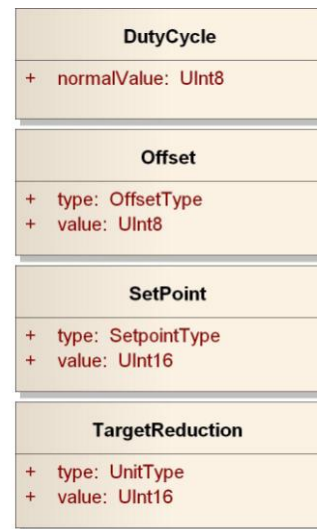 DutyCycle
+ normalValue: UInt8
Offset
+ type: OffsetType
+ value: UInt8
SetPoint
+ type: SetpointType
+ value: UInt16
TargetReduction
+ type: UnitType
+ value: UInt16